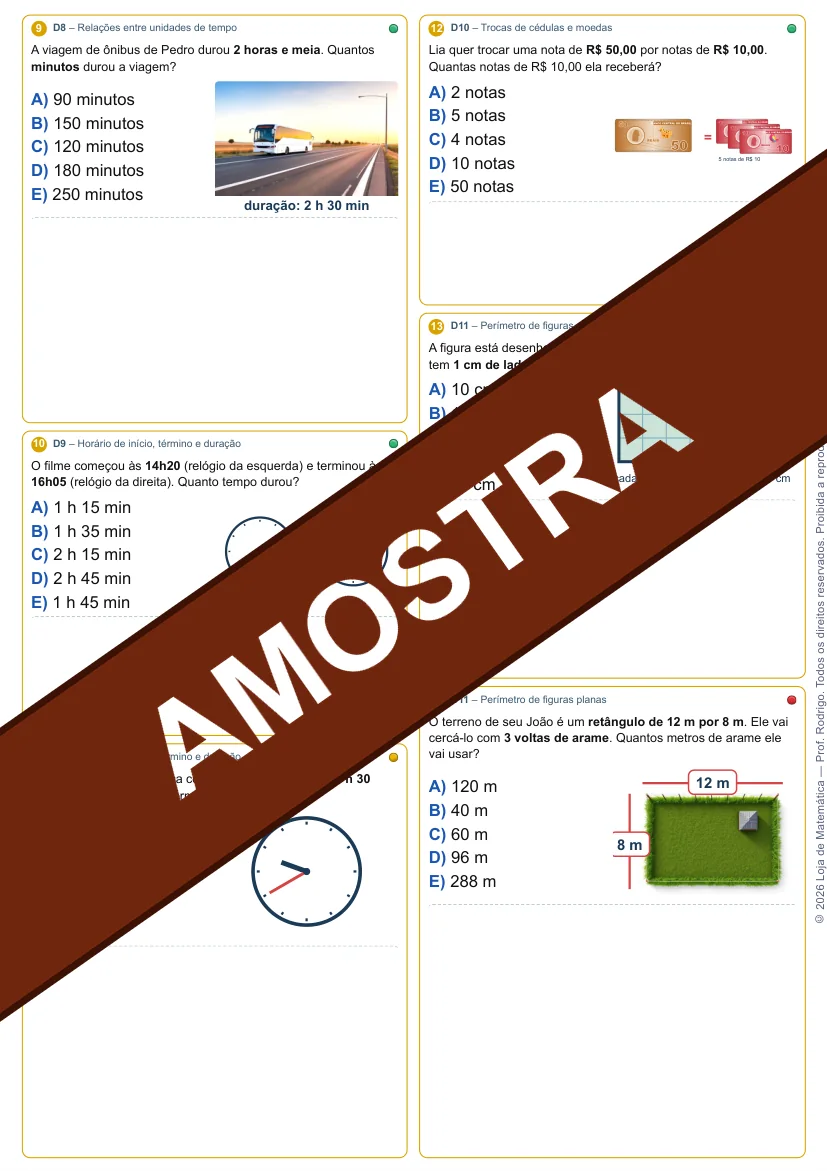 9 D8 – Relações entre unidades de tempo
A viagem de ônibus de Pedro durou 2 horas e meia. Quantos
minutos durou a viagem?
A) 90 minutos
B) 150 minutos
C) 120 minutos
D) 180 minutos
E) 250 minutos
duração: 2 h 30 min
10 D9 – Horário de início, término e duração
O filme começou às 14h20 (relógio da esquerda) e terminou
16h05 (relógio da direita). Quanto tempo durou?
A) 1 h 15 min
B) 1 h 35 min
C) 2 h 15 min
D) 2 h 45 min
E) 1 h 45 min
h 30
12 D10 – Trocas de cédulas e moedas
Lia quer trocar uma nota de R$ 50,00 por notas de R$ 10,00.
Quantas notas de R$ 10,00 ela receberá?
A) 2 notas
B) 5 notas
C) 4 notas
D) 10 notas
E) 50 notas
50
=
5 notas de R$ 10
13 D11 – Perímetro de figuras
A figura está
tem 1 cm de
A) 10
B)
cm
cm
– Perímetro de figuras planas
O terreno de seu João é um retângulo de 12 m por 8 m. Ele vai
cercá-lo com 3 voltas de arame. Quantos metros de arame ele
vai usar?
A) 120 m
B) 40 m
C) 60 m
D) 96 m
E) 288 m
12 m
8 m
AMOSTRA
© 2026 Loja de Matemática — Prof. Rodrigo. Todos os direitos reservados. Proibida a